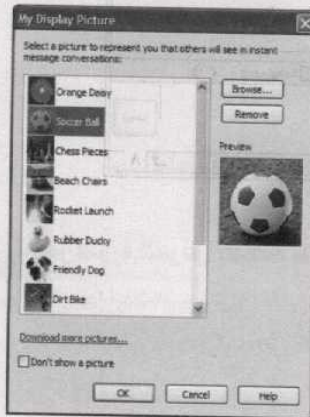 My Display Picture
Select a picture to represent you that others will see in instant
message conversations:
Orange Daisy
Soccer Ball
Chess Pieces
Beach Chairs
Rocket Launch
Rubber Ducky
Friendly Dog
Dirt Bike
Browse...
Remove
Preview
Download more pictures...
Don't show a picture
OK
Cancel
Help